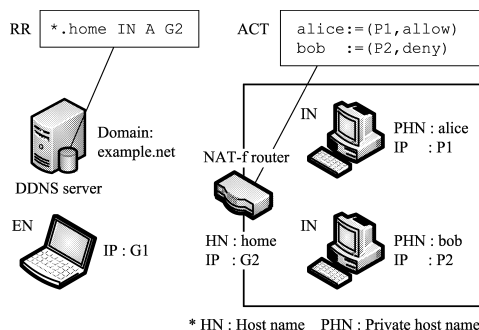 RR
*.home IN A G2
ACT
alice:=(P1,allow)
bob :=(P2,deny)
Domain:
example.net
DDNS server
EN
IP : G1
NAT-f router
HN : home
IP : G2
IN
PHN : alice
IP : P1
IN
PHN : bob
IP : P2
* HN : Host name PHN : Private host name